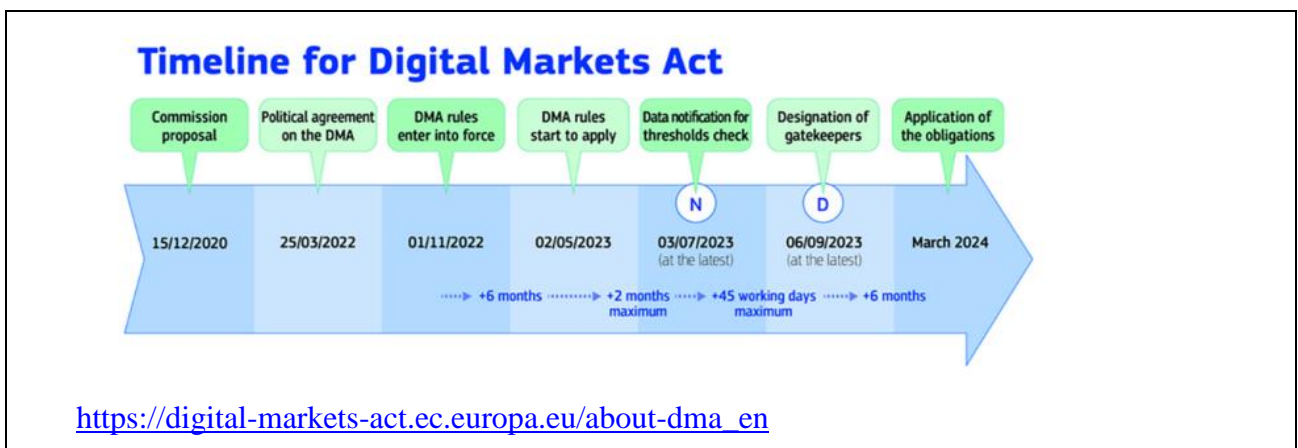 Timeline for Digital Markets Act
Commission
proposal
Political agreement
on the DMA
DMA rules
enter into force
DMA rules
start to apply
Data notification for
thresholds check
Designation of
gatekeepers
Application of
the obligations
N
D
15/12/2020
25/03/2022
01/11/2022
02/05/2023
03/07/2023
(at the latest)
06/09/2023
(at the latest)
March 2024
+6 months
+2 months
maximum
+45 working days
maximum
+6 months
https://digital-markets-act.ec.europa.eu/about-dma_en